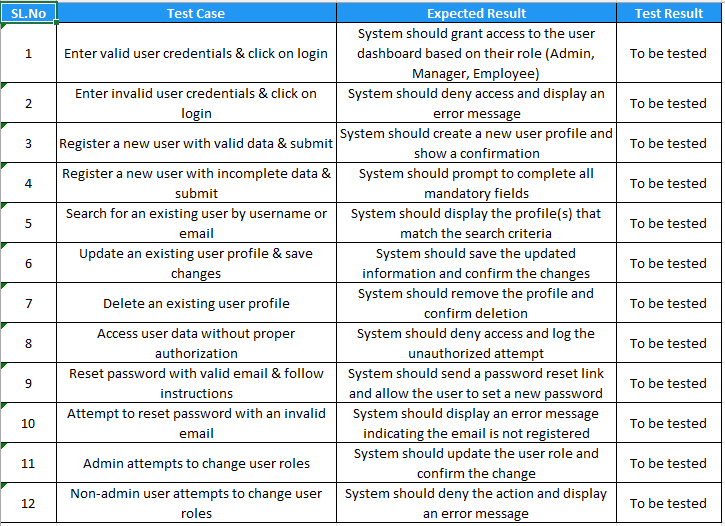 SL.No Test Case Expected Result Test Result
1 Enter valid user credentials & click on login System should grant access to the user dashboard based on their role (Admin, Manager, Employee) To be tested
2 Enter invalid user credentials & click on login System should deny access and display an error message To be tested
3 Register a new user with valid data & submit System should create a new user profile and show a confirmation To be tested
4 Register a new user with incomplete data & submit System should prompt to complete all mandatory fields To be tested
5 Search for an existing user by username or email System should display the profile(s) that match the search criteria To be tested
6 Update an existing user profile & save changes System should save the updated information and confirm the changes To be tested
7 Delete an existing user profile System should remove the profile and confirm deletion To be tested
8 Access user data without proper authorization System should deny access and log the unauthorized attempt To be tested
9 Reset password with valid email & follow instructions System should send a password reset link and allow the user to set a new password To be tested
10 Attempt to reset password with an invalid email System should display an error message indicating the email is not registered To be tested
11 Admin attempts to change user roles System should update the user role and confirm the change To be tested
12 Non-admin user attempts to change user roles System should deny the action and display an error message To be tested